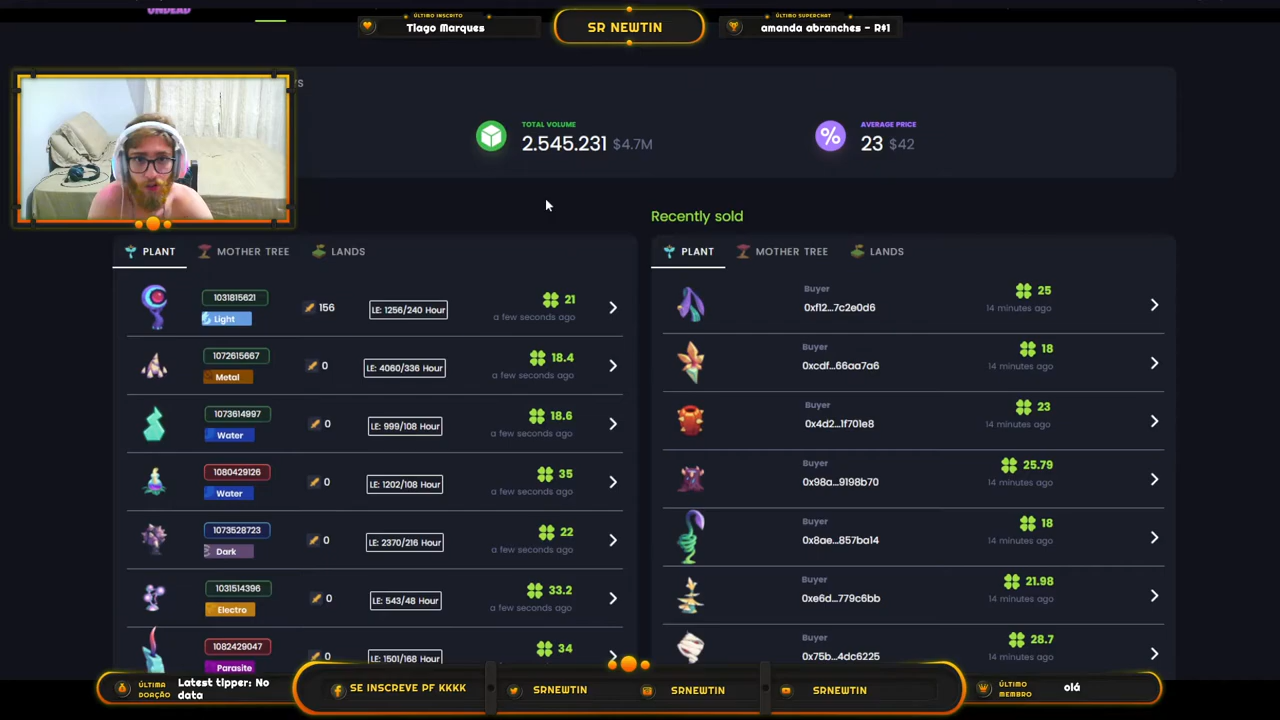 UNDEAD
ÚLTIMO INSCRITO
Tiago Marques
SR NEWTIN
ÚLTIMO SUPERCHAT
amanda abranches - R$1
TOTAL VOLUME
2.545.231 $4.7M
AVERAGE PRICE
23 $42
Recently sold
PLANT MOTHER TREE LANDS
1031815621
Light
156
LE: 1256/240 Hour
21
a few seconds ago
1072615667
Metal
0
LE: 4060/336 Hour
18.4
a few seconds ago
1073614997
Water
0
LE: 999/108 Hour
18.6
a few seconds ago
1080429126
Water
0
LE: 1202/108 Hour
35
a few seconds ago
1073528723
Dark
0
LE: 2370/216 Hour
22
a few seconds ago
1031514396
Electro
0
LE: 543/48 Hour
33.2
a few seconds ago
1082429047
Parasite
0
LE: 1501/168 Hour
34
PLANT MOTHER TREE LANDS
Buyer
0xf12...7c2e0d6
25
14 minutes ago
Buyer
0xcdf...66aa7a6
18
14 minutes ago
Buyer
0x4d2...1f701e8
23
14 minutes ago
Buyer
0x98a...9198b70
25.79
14 minutes ago
Buyer
0x8ae...857ba14
18
14 minutes ago
Buyer
0xe6d...779c6bb
21.98
14 minutes ago
Buyer
0x75b...4dc6225
28.7
14 minutes ago
ÚLTIMA DOAÇÃO
Latest tipper: No data
SE INSCREVE PF KKKK
SRNEWTIN
SRNEWTIN
SRNEWTIN
ÚLTIMO MEMBRO
olá